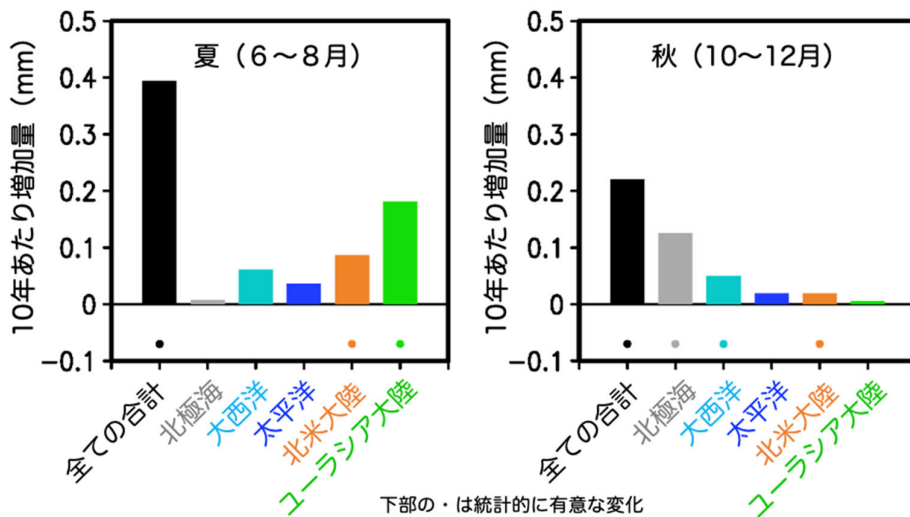 夏（6～8月）
10年あたり増加量（mm）
0.5
0.4
0.3
0.2
0.1
0
−0.1
全ての合計
北極海
大西洋
太平洋
北米大陸
ユーラシア大陸
秋（10～12月）
10年あたり増加量（mm）
0.5
0.4
0.3
0.2
0.1
0
−0.1
全ての合計
北極海
大西洋
太平洋
北米大陸
ユーラシア大陸
下部の・は統計的に有意な変化